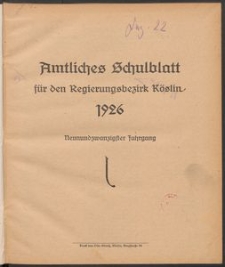 Amtliches Schulblatt
für den Regierungsbezirk Köslin.
1926
Neunundzwanzigster Jahrgang